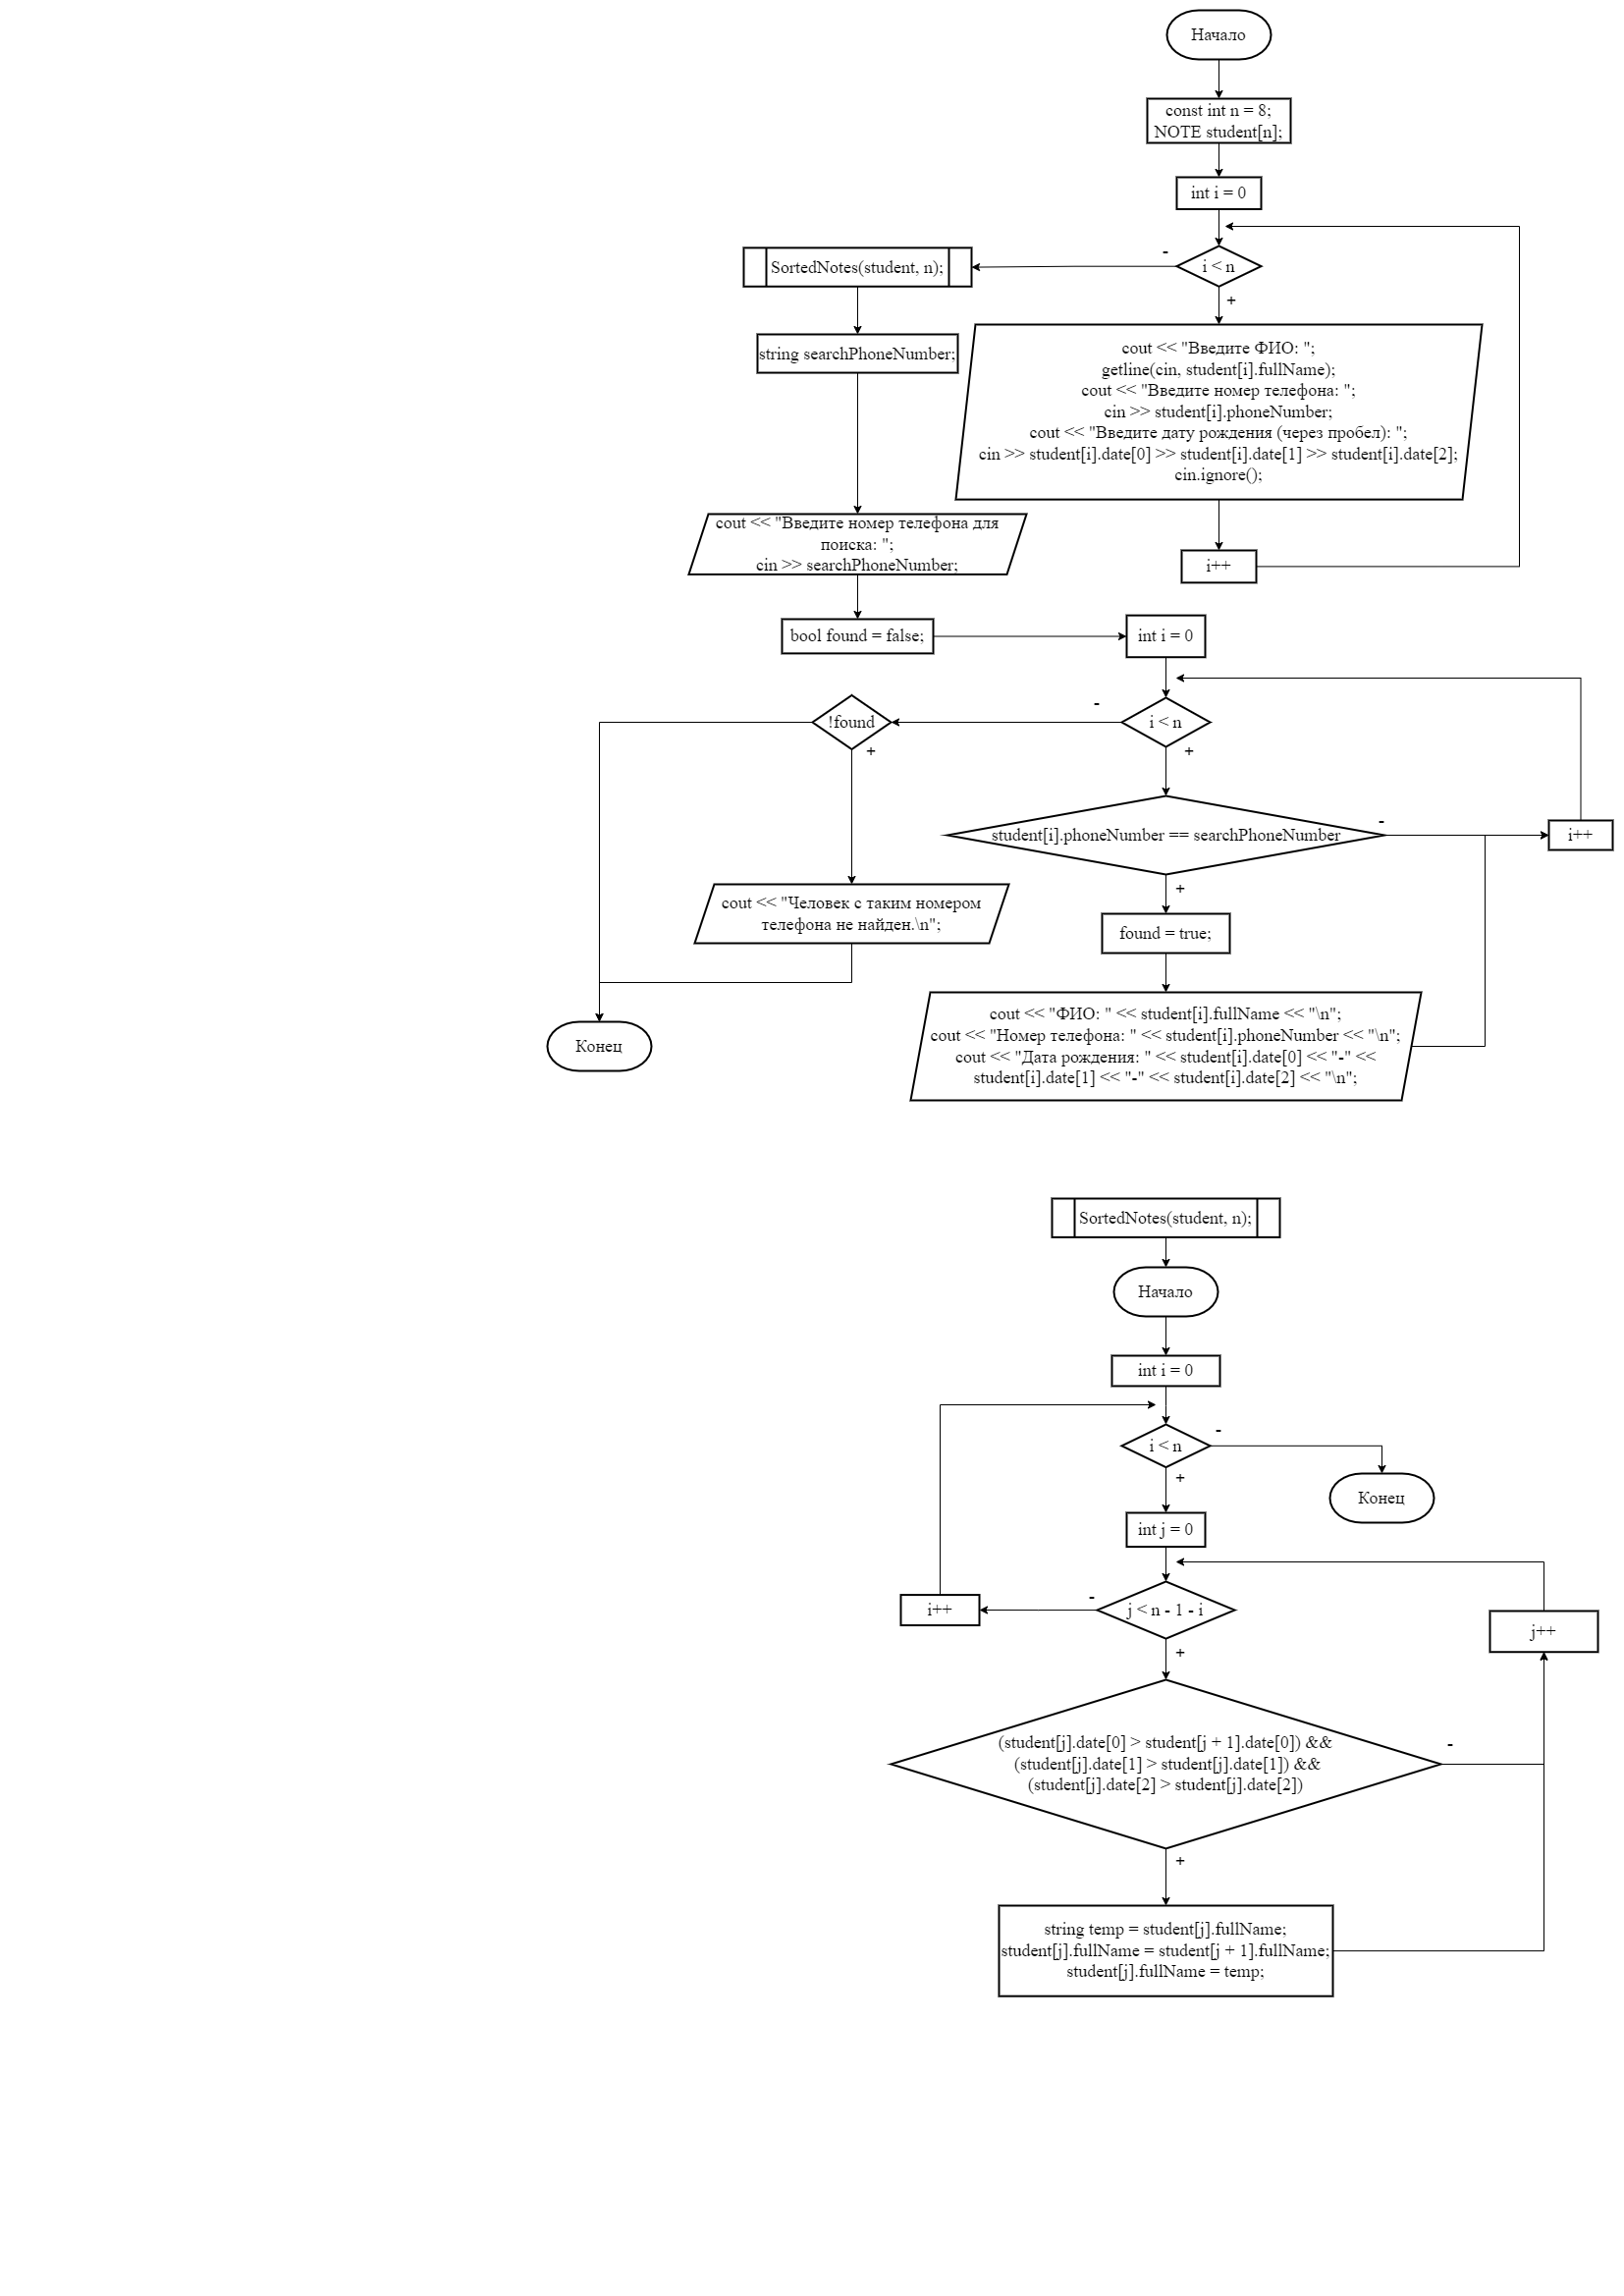 Начало
const int n = 8;
NOTE student[n];
int i = 0
-
i < n
SortedNotes(student, n);
+
string searchPhoneNumber;
cout << "Введите ФИО: ";
getline(cin, student[i].fullName);
cout << "Введите номер телефона: ";
cin >> student[i].phoneNumber;
cout << "Введите дату рождения (через пробел): ";
cin >> student[i].date[0] >> student[i].date[1] >> student[i].date[2];
cin.ignore();
cout << "Введите номер телефона для
поиска: ";
cin >> searchPhoneNumber;
i++
bool found = false;
int i = 0
-
!found
i < n
+
+
-
student[i].phoneNumber == searchPhoneNumber
i++
+
cout << "Человек с таким номером
телефона не найден.\n";
found = true;
cout << "ФИО: " << student[i].fullName << "\n";
cout << "Номер телефона: " << student[i].phoneNumber << "\n";
cout << "Дата рождения: " << student[i].date[0] << "-" <<
student[i].date[1] << "-" << student[i].date[2] << "\n";
Конец
SortedNotes(student, n);
Начало
int i = 0
-
i < n
+
Конец
int j = 0
-
i++
j < n - 1 - i
j++
+
(student[j].date[0] > student[j + 1].date[0]) &&
(student[j].date[1] > student[j].date[1]) &&
(student[j].date[2] > student[j].date[2])
-
+
string temp = student[j].fullName;
student[j].fullName = student[j + 1].fullName;
student[j].fullName = temp;